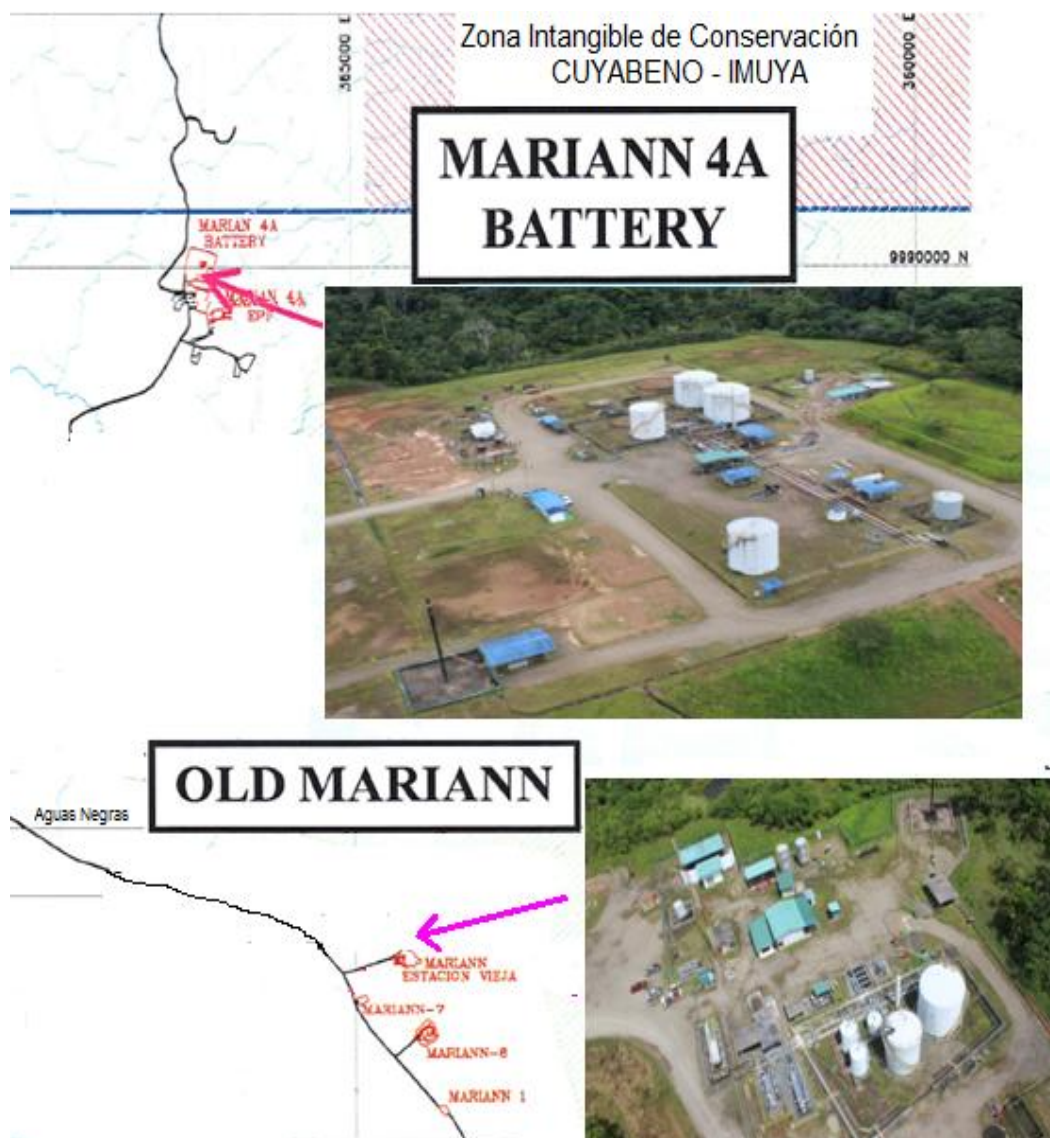 Zona Intangible de Conservación
CUYABENO - IMUYA
365000 E
380000 E
MARIANN 4A
BATTERY
MARIAN 4A
BATTERY
9990000 N
MARIAN 4A
EPF
OLD MARIANN
Aguas Negras
MARIANN
ESTACION VIEJA
MARIANN-7
MARIANN-6
MARIANN 1